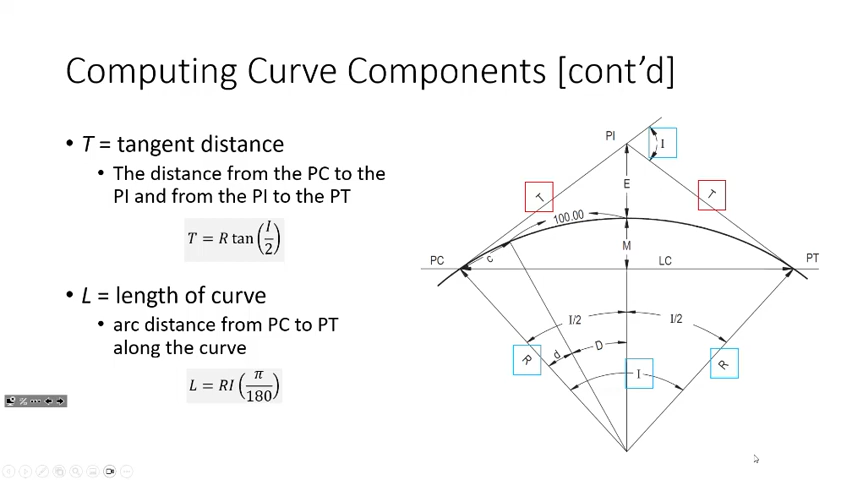 Computing Curve Components [cont'd]
• T = tangent distance
• The distance from the PC to the
PI and from the PI to the PT
T = R tan(I/2)
• L = length of curve
• arc distance from PC to PT
along the curve
L = RI(π/180)
PI
I
E
T
T
100.00
M
c
PC
LC
PT
I/2
I/2
R
d
D
R
I